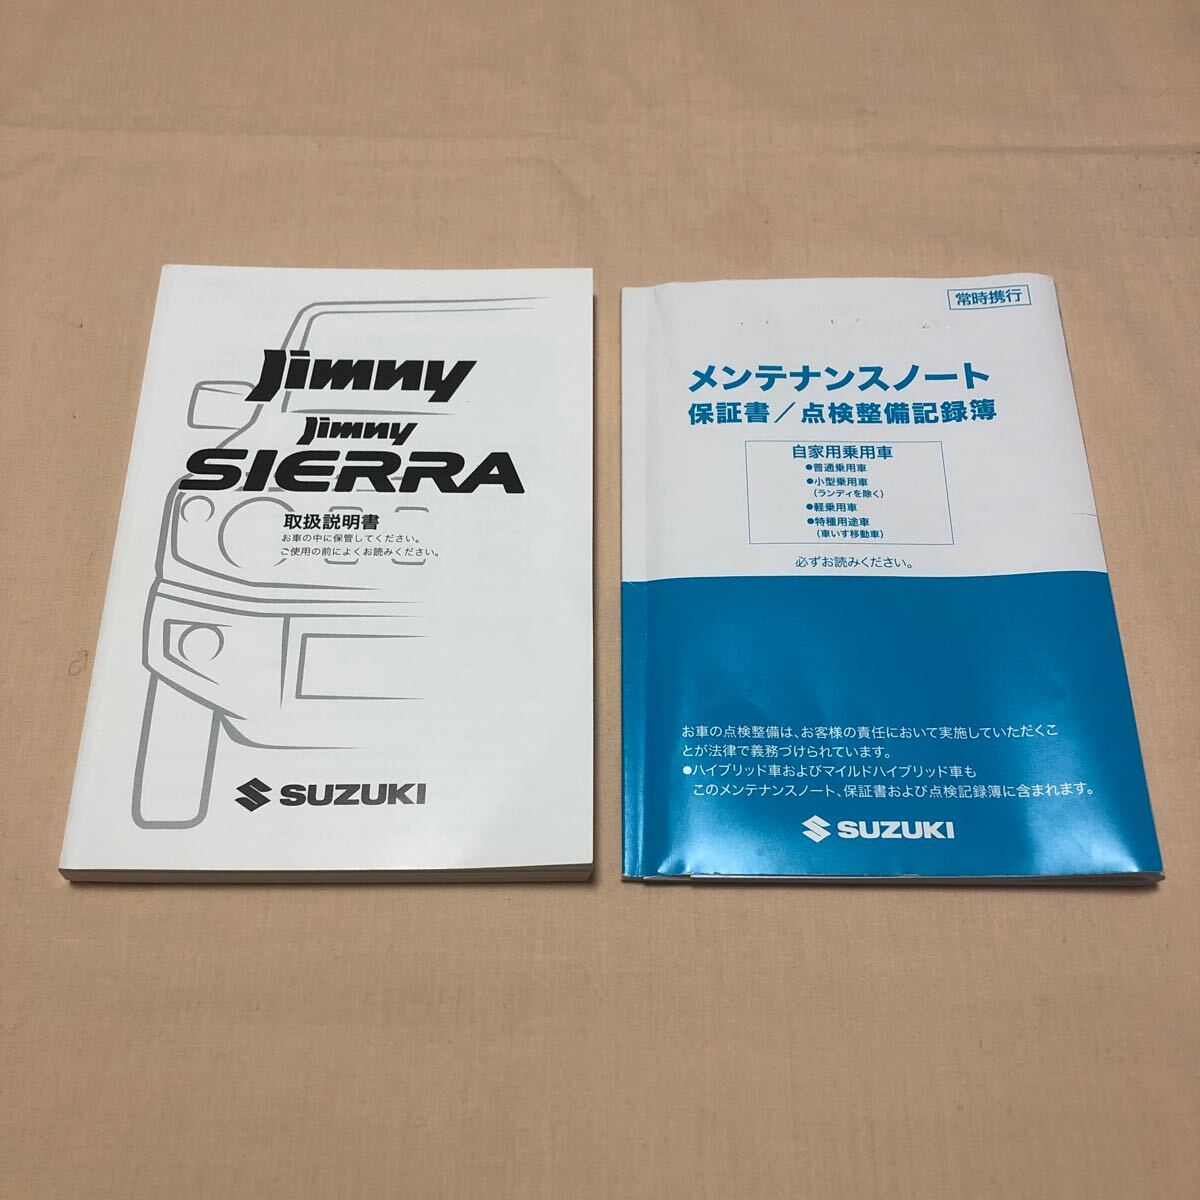 Jimny
Jimny
SIERRA
取扱説明書
お車の中に保管してください。
ご使用の前によくお読みください。
SUZUKI
常時携行
メンテナンスノート
保証書／点検整備記録簿
自家用乗用車
●普通乗用車
●小型乗用車
（ランディを除く）
●軽乗用車
●特種用途車
（車いす移動車）
必ずお読みください。
お車の点検整備は、お客様の責任において実施していただくこ
とが法律で義務づけられています。
●ハイブリッド車およびマイルドハイブリッド車も
このメンテナンスノート、保証書および点検記録簿に含まれます。
SUZUKI